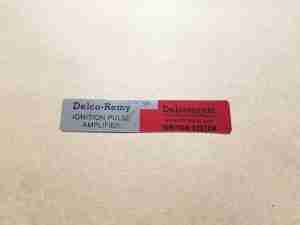 Delco-Remy
IGNITION PULSE
AMPLIFIER
Delcotronic
IGNITION SYSTEM